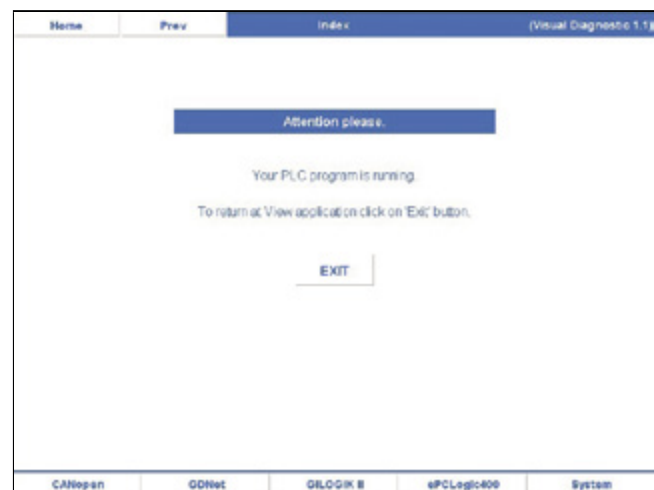 Home Prev Index (Visual Diagnostic 1.1)
Attention please.
Your PLC program is running.
To return at View application click on 'Exit' button.
EXIT
CANopen GDNet GILOGIK II ePCLogic400 System